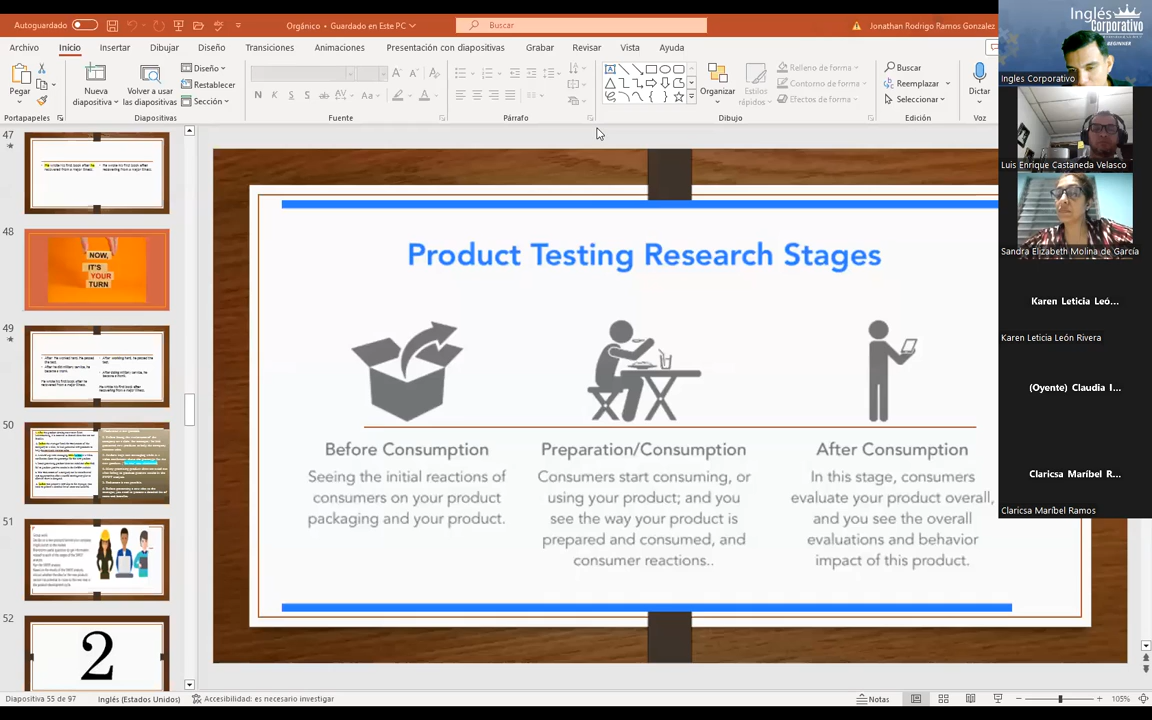 Autoguardado
Orgánico • Guardado en Este PC
Buscar
Jonathan Rodrigo Ramos Gonzalez
Archivo
Inicio
Insertar
Dibujar
Diseño
Transiciones
Animaciones
Presentación con diapositivas
Grabar
Revisar
Vista
Ayuda
Pegar
Nueva
diapositiva
Volver a usar
las diapositivas
Diseño
Restablecer
Sección
Organizar
Estilos
rápidos
Relleno de forma
Contorno de forma
Efectos de forma
Buscar
Reemplazar
Seleccionar
Dictar
Portapapeles
Diapositivas
Fuente
Párrafo
Dibujo
Edición
Voz
47
48
NOW,
IT'S
YOUR
TURN
49
50
51
52
2
Product Testing Research Stages
Before Consumption
Seeing the initial reactions of
consumers on your product
packaging and your product.
Preparation/Consumption
Consumers start consuming, or
using your product; and you
see the way your product is
prepared and consumed, and
consumer reactions..
After Consumption
In this stage, consumers
evaluate your product overall,
and you see the overall
evaluations and behavior
impact of this product.
Inglés
Corporativo
BEGINNER
Ingles Corporativo
Luis Enrique Castaneda Velasco
Sandra Elizabeth Molina de García
Karen Leticia Leó...
Karen Leticia León Rivera
(Oyente) Claudia I...
Claricsa Maríbel R...
Claricsa Maríbel Ramos
Diapositiva 55 de 97
Inglés (Estados Unidos)
Accesibilidad: es necesario investigar
Notas
105%